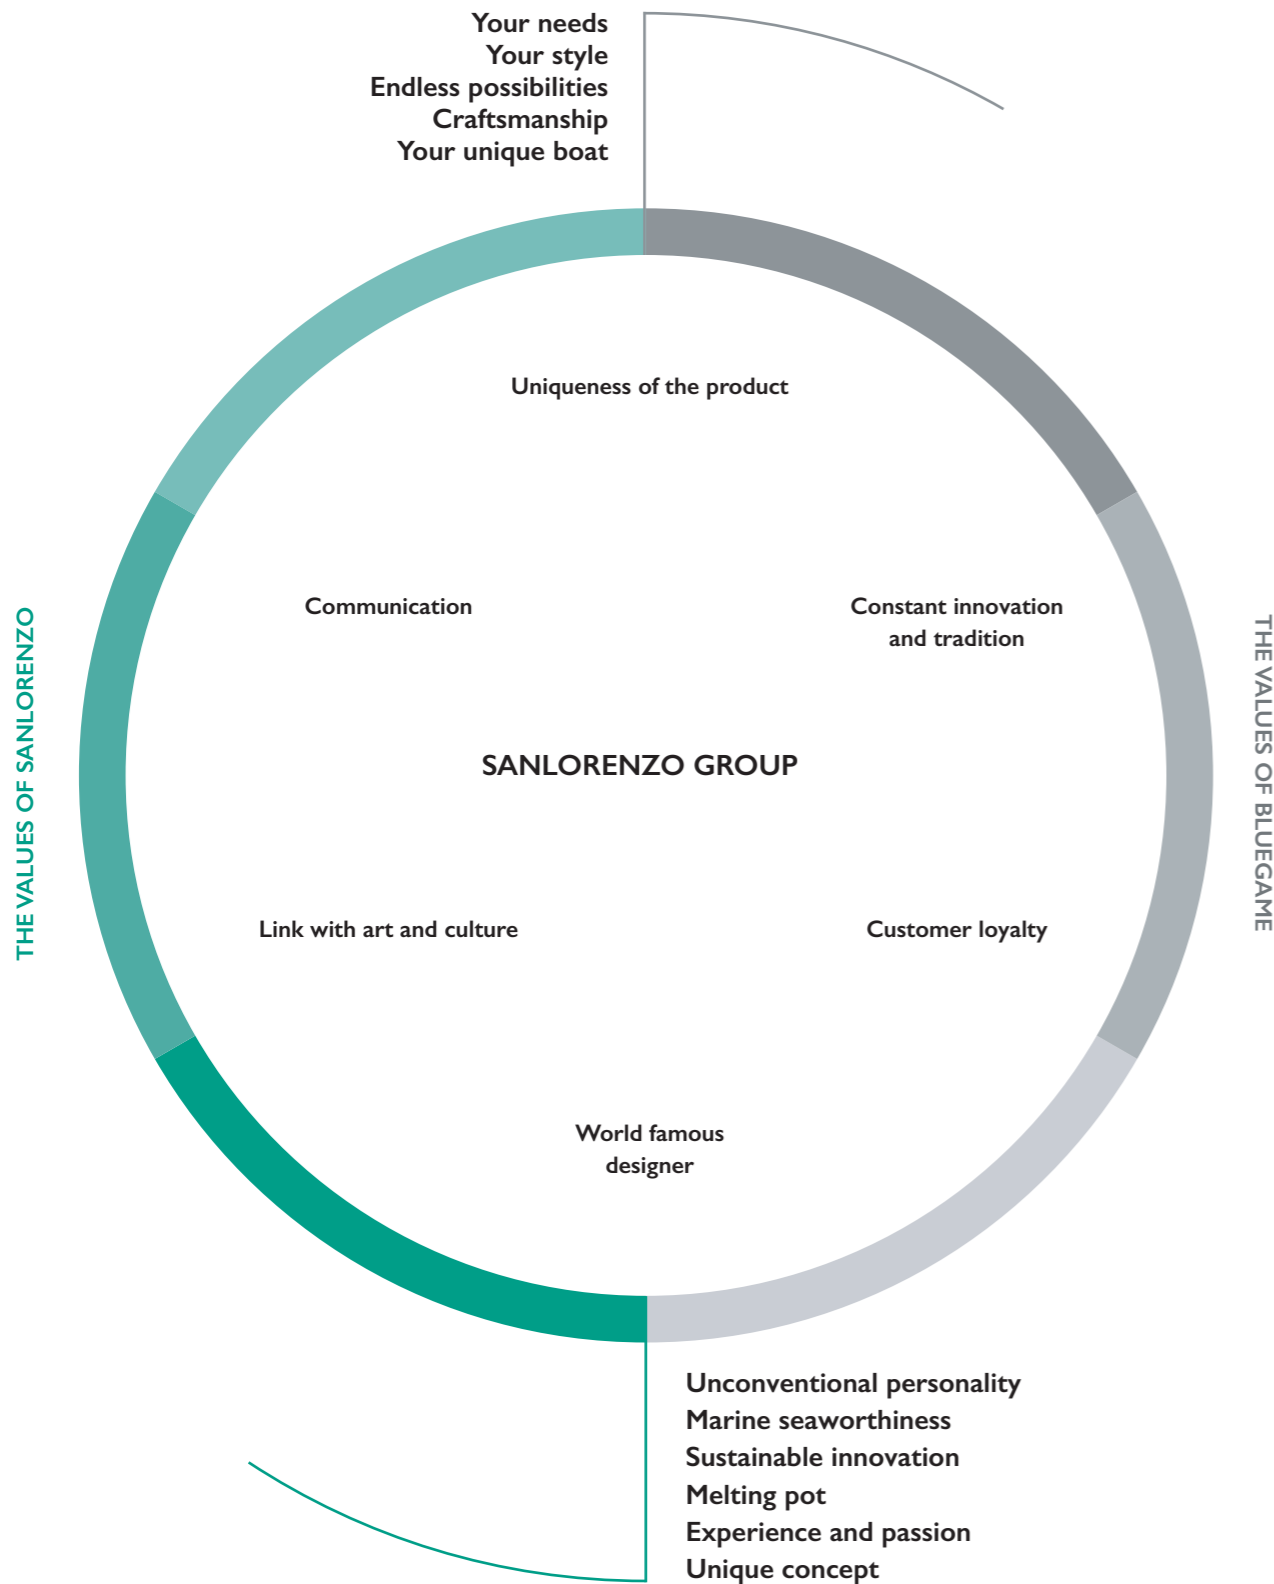 Your needs
Your style
Endless possibilities
Craftsmanship
Your unique boat
Uniqueness of the product
Communication
Constant innovation
and tradition
THE VALUES OF SANLORENZO
THE VALUES OF BLUEGAME
SANLORENZO GROUP
Link with art and culture
Customer loyalty
World famous
designer
Unconventional personality
Marine seaworthiness
Sustainable innovation
Melting pot
Experience and passion
Unique concept